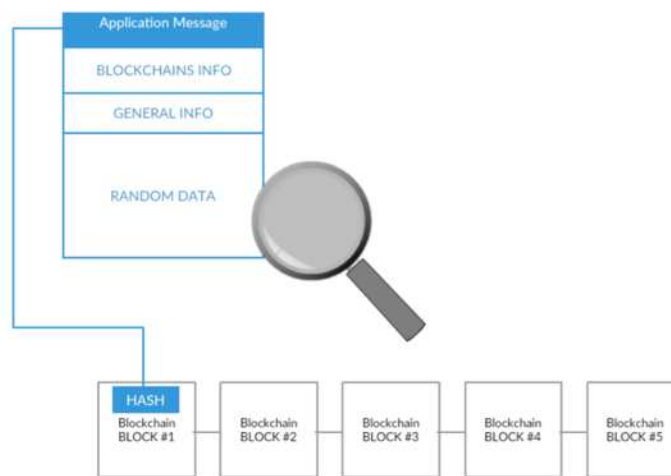 Application Message
BLOCKCHAINS INFO
GENERAL INFO
RANDOM DATA
HASH
Blockchain
BLOCK #1
Blockchain
BLOCK #2
Blockchain
BLOCK #3
Blockchain
BLOCK #4
Blockchain
BLOCK #5